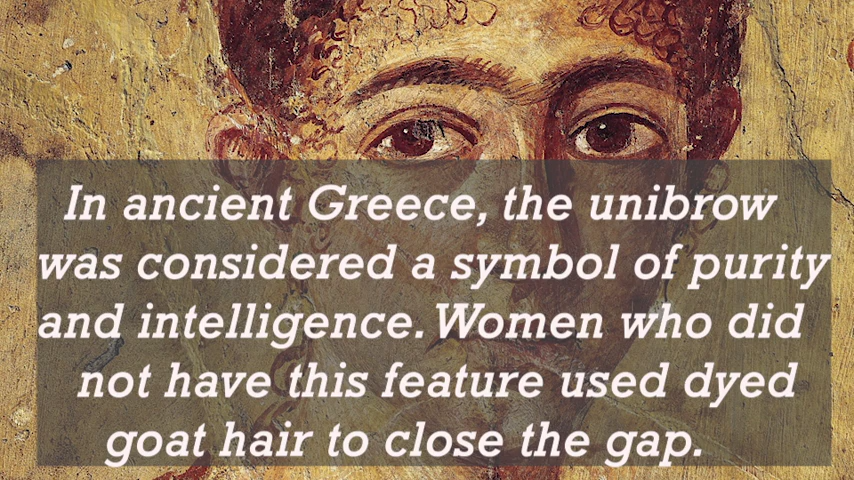 In ancient Greece, the unibrow
was considered a symbol of purity
and intelligence. Women who did
not have this feature used dyed
goat hair to close the gap.